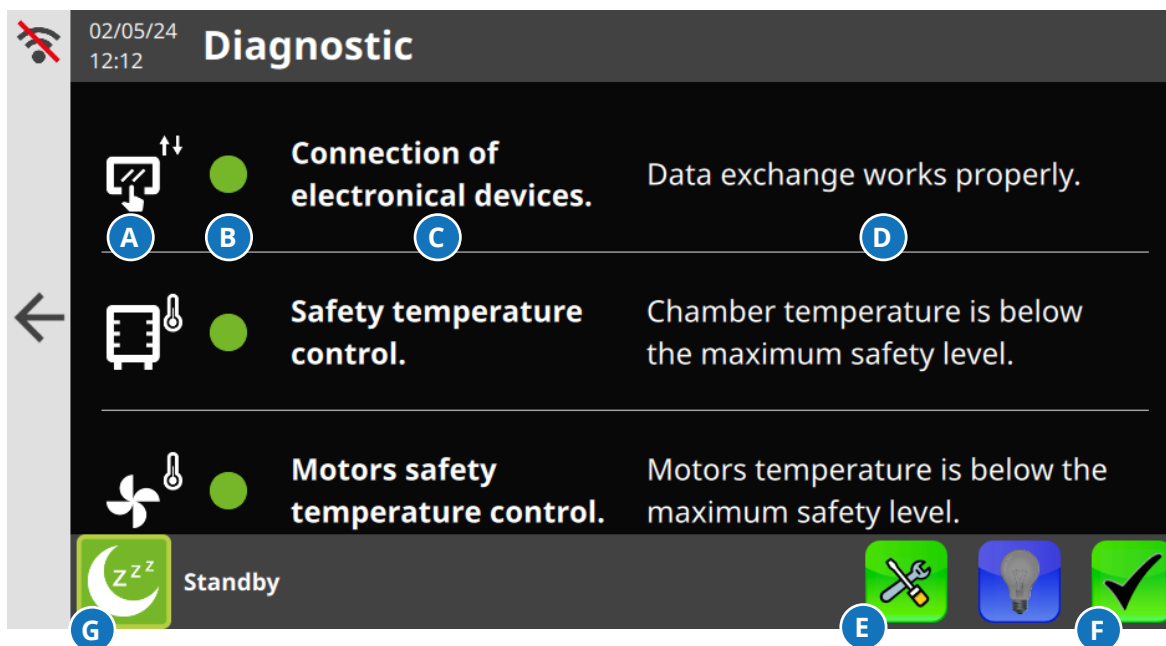 02/05/24
12:12
Diagnostic
Connection of
electronical devices.
Data exchange works properly.
A
B
C
D
Safety temperature
control.
Chamber temperature is below
the maximum safety level.
Motors safety
temperature control.
Motors temperature is below the
maximum safety level.
zzz
Standby
G
E
F